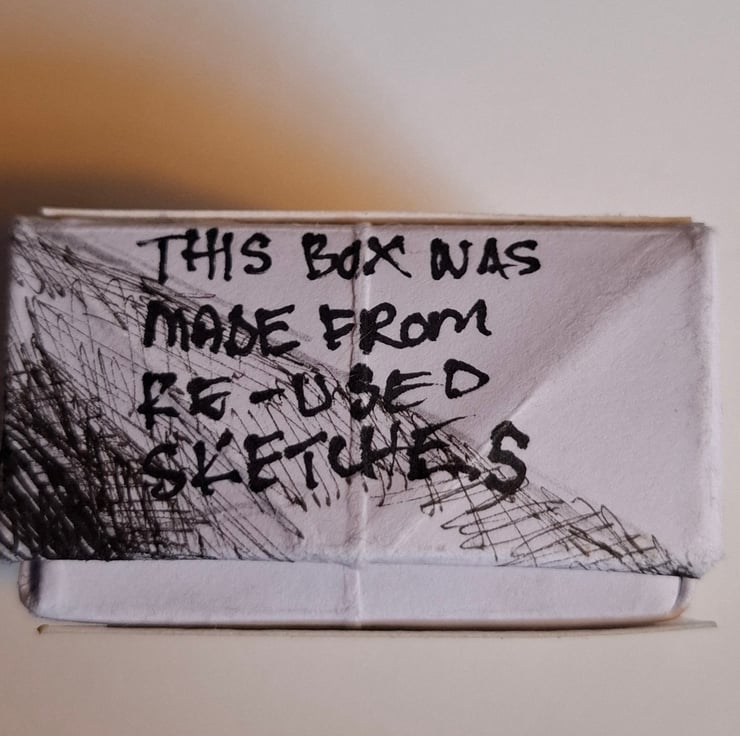 THIS BOX WAS
MADE FROM
RE-USED
SKETCHES